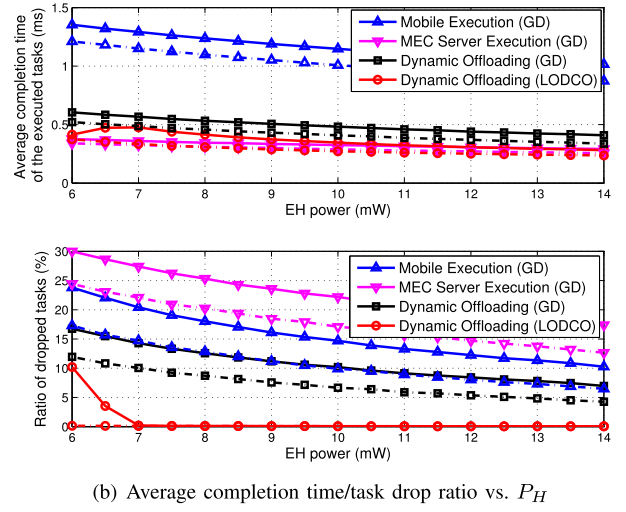 1.5
1
0.5
0
Average completion time
of the executed tasks (ms)
Mobile Execution (GD)
MEC Server Execution (GD)
Dynamic Offloading (GD)
Dynamic Offloading (LODCO)
6 7 8 9 10 11 12 13 14
EH power (mW)
30
25
20
15
10
5
0
Ratio of dropped tasks (%)
Mobile Execution (GD)
MEC Server Execution (GD)
Dynamic Offloading (GD)
Dynamic Offloading (LODCO)
6 7 8 9 10 11 12 13 14
EH power (mW)
(b) Average completion time/task drop ratio vs. P_H